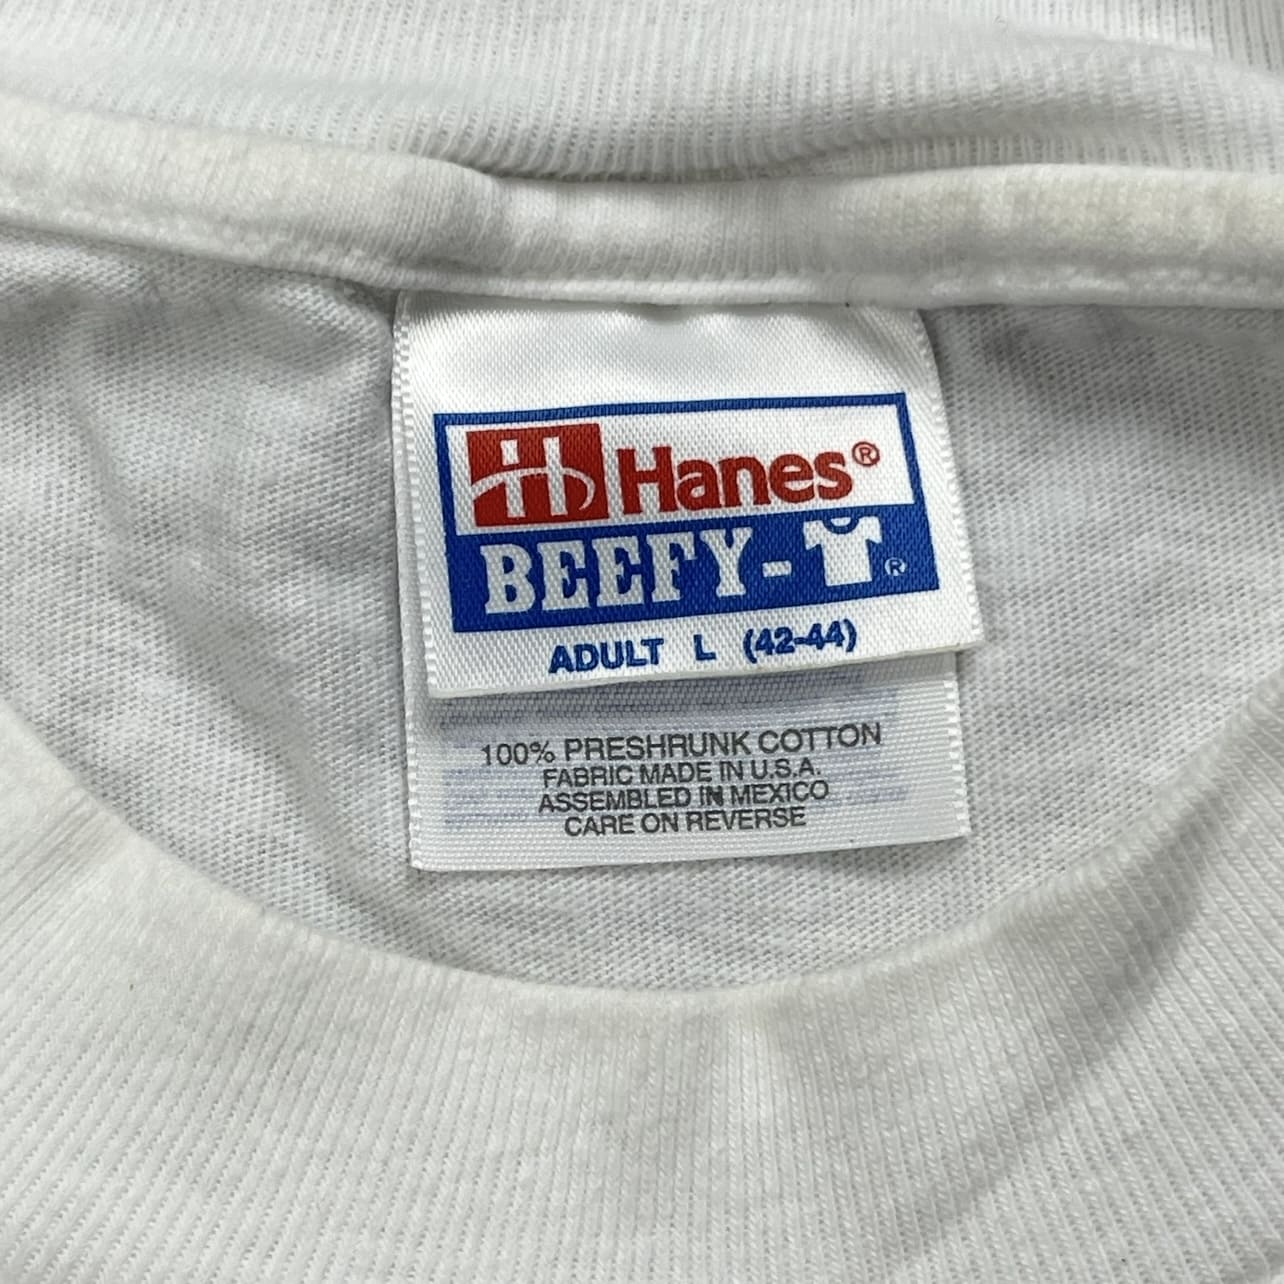 Hanes®
BEEFY-T®
ADULT L (42-44)
100% PRESHRUNK COTTON
FABRIC MADE IN U.S.A.
ASSEMBLED IN MEXICO
CARE ON REVERSE